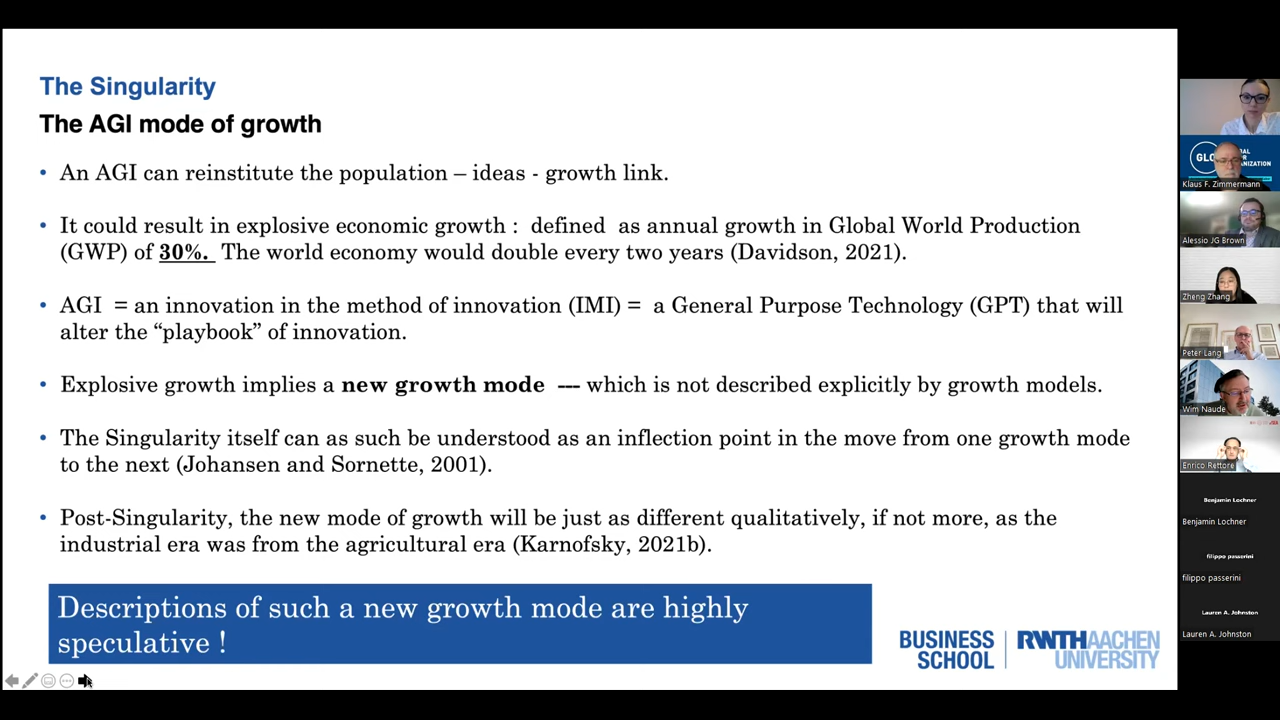 The Singularity
The AGI mode of growth
• An AGI can reinstitute the population – ideas - growth link.
• It could result in explosive economic growth : defined as annual growth in Global World Production
(GWP) of 30%. The world economy would double every two years (Davidson, 2021).
• AGI = an innovation in the method of innovation (IMI) = a General Purpose Technology (GPT) that will
alter the “playbook” of innovation.
• Explosive growth implies a new growth mode --- which is not described explicitly by growth models.
• The Singularity itself can as such be understood as an inflection point in the move from one growth mode
to the next (Johansen and Sornette, 2001).
• Post-Singularity, the new mode of growth will be just as different qualitatively, if not more, as the
industrial era was from the agricultural era (Karnofsky, 2021b).
Descriptions of such a new growth mode are highly
speculative !
BUSINESS
SCHOOL
RWTHAACHEN
UNIVERSITY
Klaus F. Zimmermann
Alessio JG Brown
Zheng Zhang
Peter Lang
Wim Naudé
Enrico Rettore
Benjamin Lochner
Benjamin Lochner
filippo passerini
filippo passerini
Lauren A. Johnston
Lauren A. Johnston